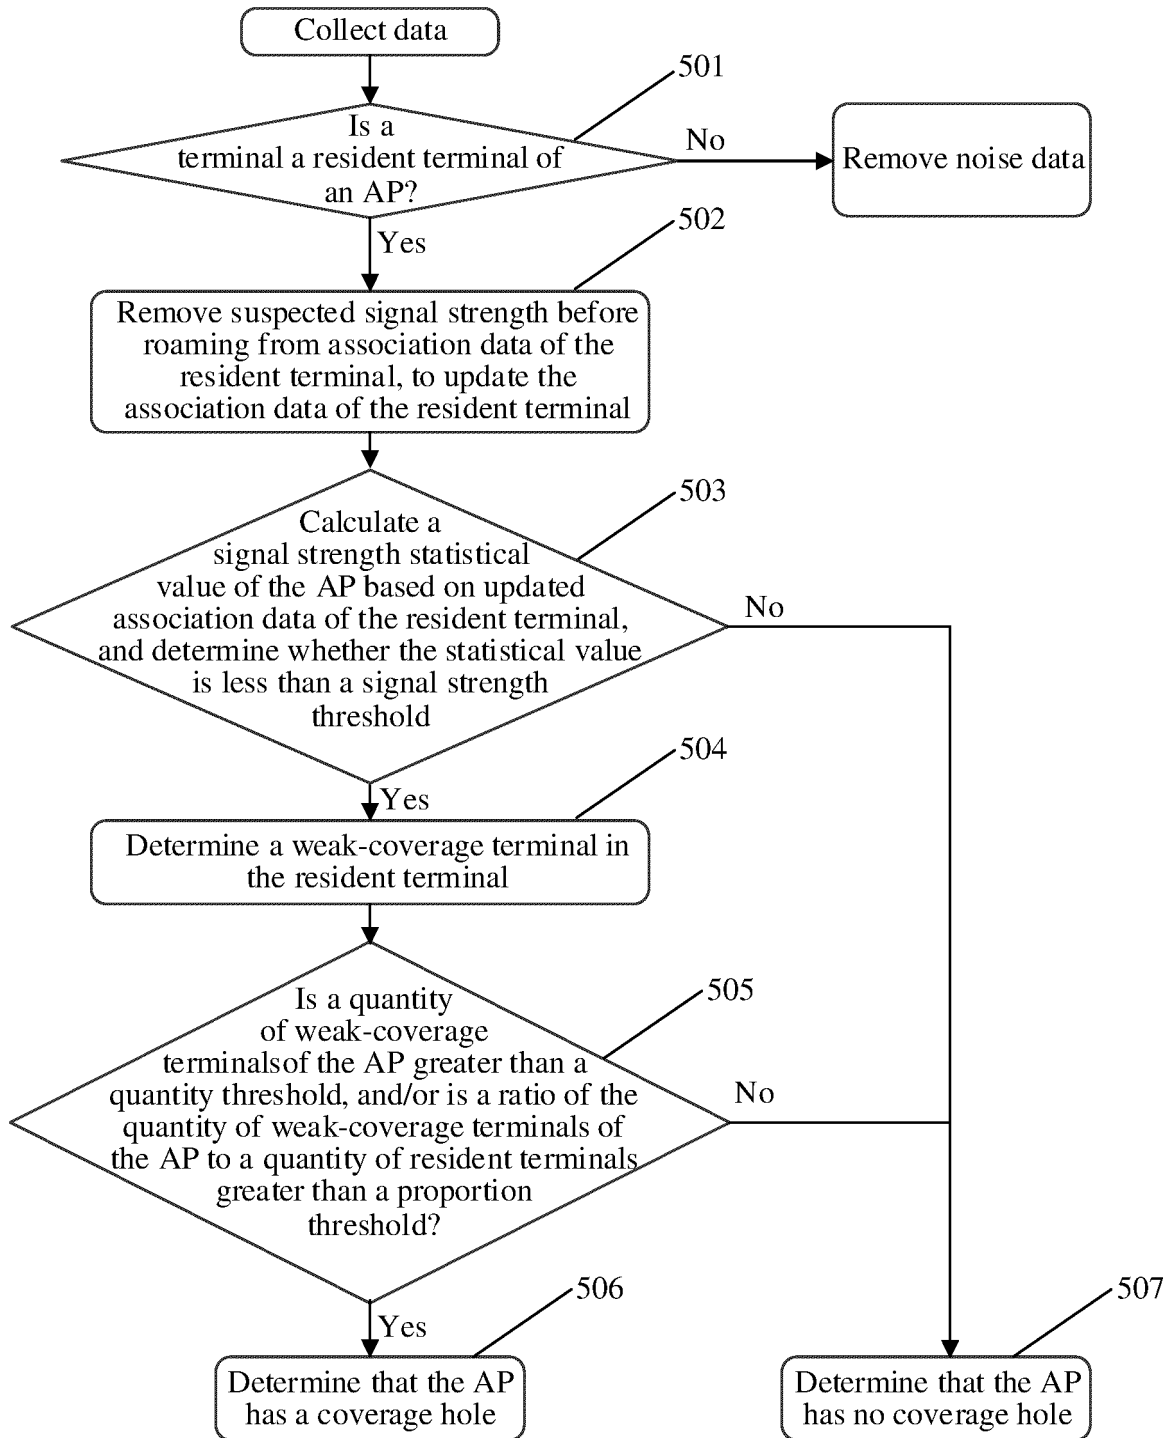 Collect data
501
Is a
terminal a resident terminal of
an AP?
No
Remove noise data
Yes
502
Remove suspected signal strength before
roaming from association data of the
resident terminal, to update the
association data of the resident terminal
503
Calculate a
signal strength statistical
value of the AP based on updated
association data of the resident terminal,
and determine whether the statistical value
is less than a signal strength
threshold
No
504
Yes
Determine a weak-coverage terminal in
the resident terminal
505
Is a quantity
of weak-coverage
terminalsof the AP greater than a
quantity threshold, and/or is a ratio of the
quantity of weak-coverage terminals of
the AP to a quantity of resident terminals
greater than a proportion
threshold?
No
506
507
Yes
Determine that the AP
has a coverage hole
Determine that the AP
has no coverage hole